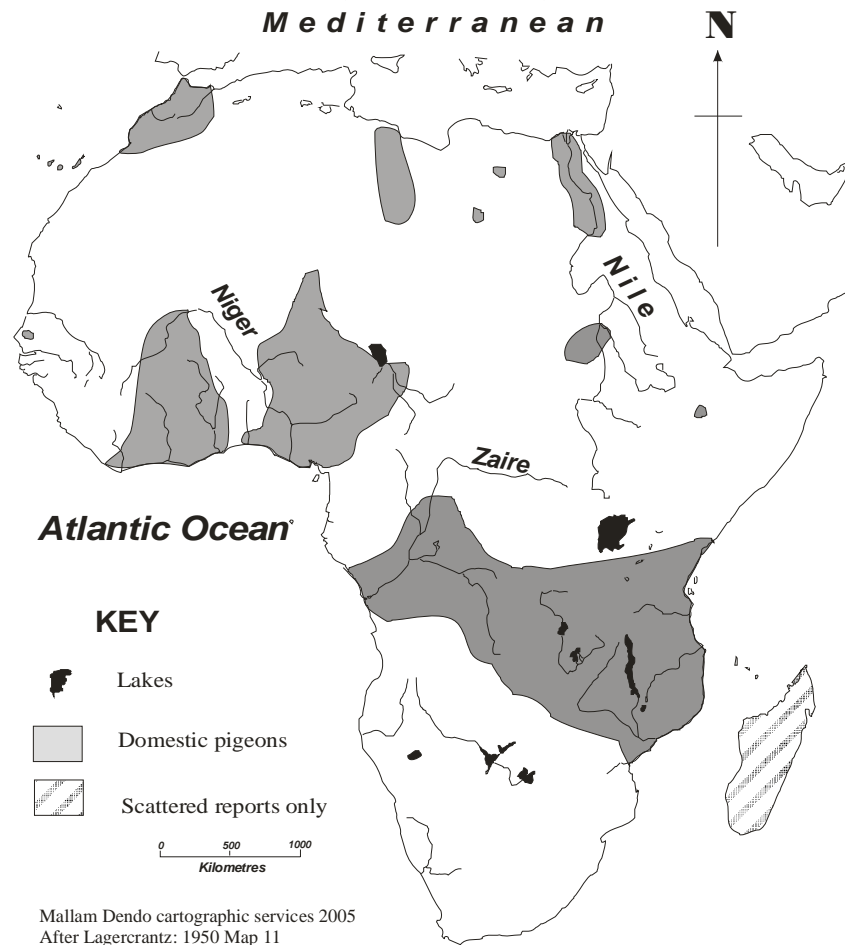 Mediterranean
N
Niger
Nile
Zaire
Atlantic Ocean
KEY
Lakes
Domestic pigeons
Scattered reports only
0 500 1000
Kilometres
Mallam Dendo cartographic services 2005
After Lagercrantz: 1950 Map 11